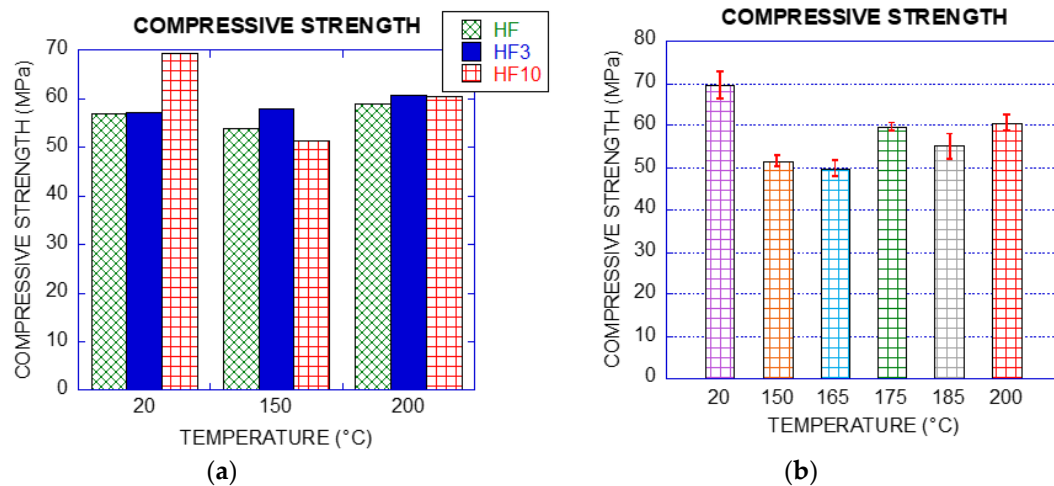 COMPRESSIVE STRENGTH
HF
HF3
HF10
COMPRESSIVE STRENGTH (MPa)
70
60
50
40
30
20
10
0
20 150 200
TEMPERATURE (°C)
(a)
COMPRESSIVE STRENGTH
COMPRESSIVE STRENGTH (MPa)
80
70
60
50
40
30
20
10
0
20 150 165 175 185 200
TEMPERATURE (°C)
(b)